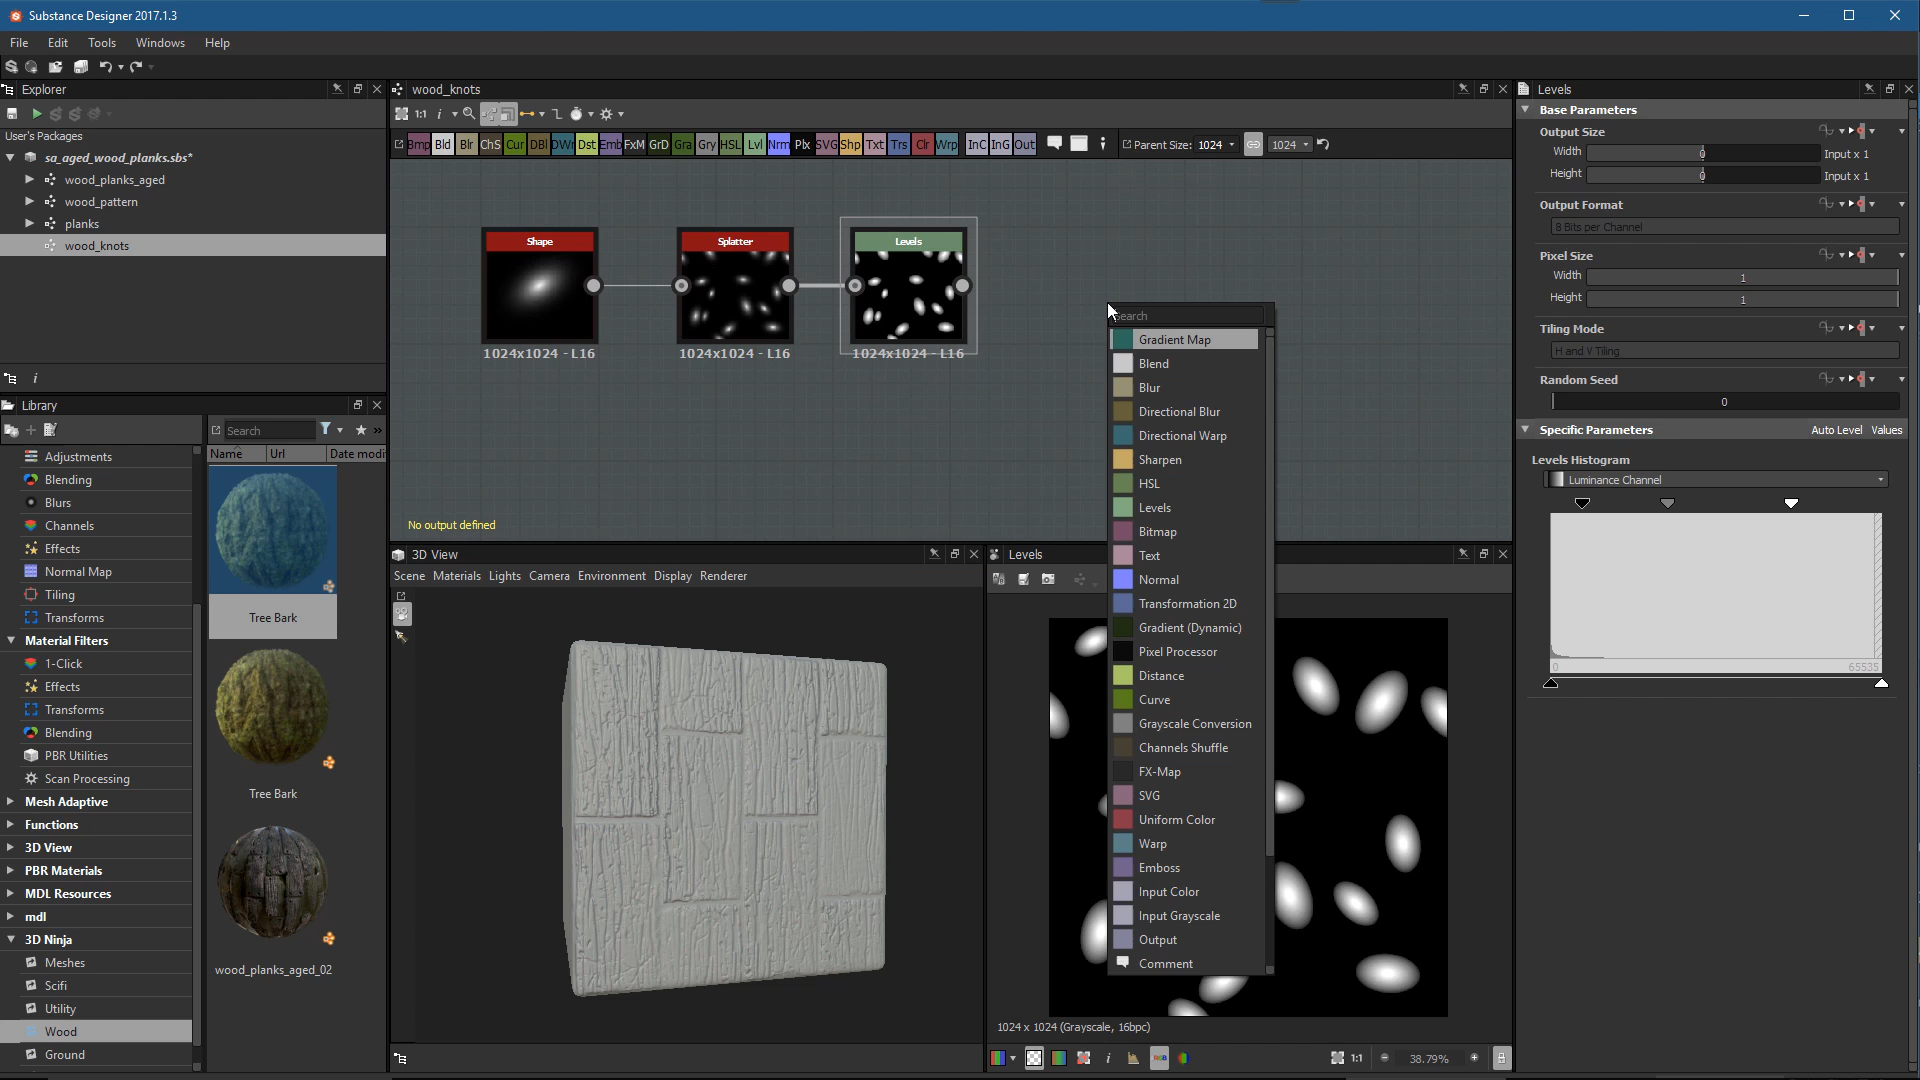 Substance Designer 2017.1.3
File Edit Tools Windows Help
Explorer
User's Packages
sa_aged_wood_planks.sbs*
wood_planks_aged
wood_pattern
planks
wood_knots
Library
Search
Name Url Date modi
Adjustments
Blending
Blurs
Channels
Effects
Normal Map
Tiling
Transforms
Material Filters
1-Click
Effects
Transforms
Blending
PBR Utilities
Scan Processing
Mesh Adaptive
Functions
3D View
PBR Materials
MDL Resources
mdl
3D Ninja
Meshes
Scifi
Utility
Wood
Ground
Tree Bark
Tree Bark
wood_planks_aged_02
wood_knots
1:1
Bmp Bld Blr ChS Cur DBl DWr Dst Emb FxM GrD Gra Gry HSL Lvl Nrm Plx SVG Shp Txt Trs Clr Wrp InC InG Out
Parent Size: 1024 1024
Shape Splatter Levels
1024x1024 - L16 1024x1024 - L16 1024x1024 - L16
No output defined
Search
Gradient Map
Blend
Blur
Directional Blur
Directional Warp
Sharpen
HSL
Levels
Bitmap
Text
Normal
Transformation 2D
Gradient (Dynamic)
Pixel Processor
Distance
Curve
Grayscale Conversion
Channels Shuffle
FX-Map
SVG
Uniform Color
Warp
Emboss
Input Color
Input Grayscale
Output
Comment
3D View
Scene Materials Lights Camera Environment Display Renderer
Levels
1024 x 1024 (Grayscale, 16bpc)
RGB
1:1
38.79%
Levels
Base Parameters
Output Size
Width 0 Input x 1
Height 0 Input x 1
Output Format
8 Bits per Channel
Pixel Size
Width 1
Height 1
Tiling Mode
H and V Tiling
Random Seed
0
Specific Parameters Auto Level Values
Levels Histogram
Luminance Channel
0 65535